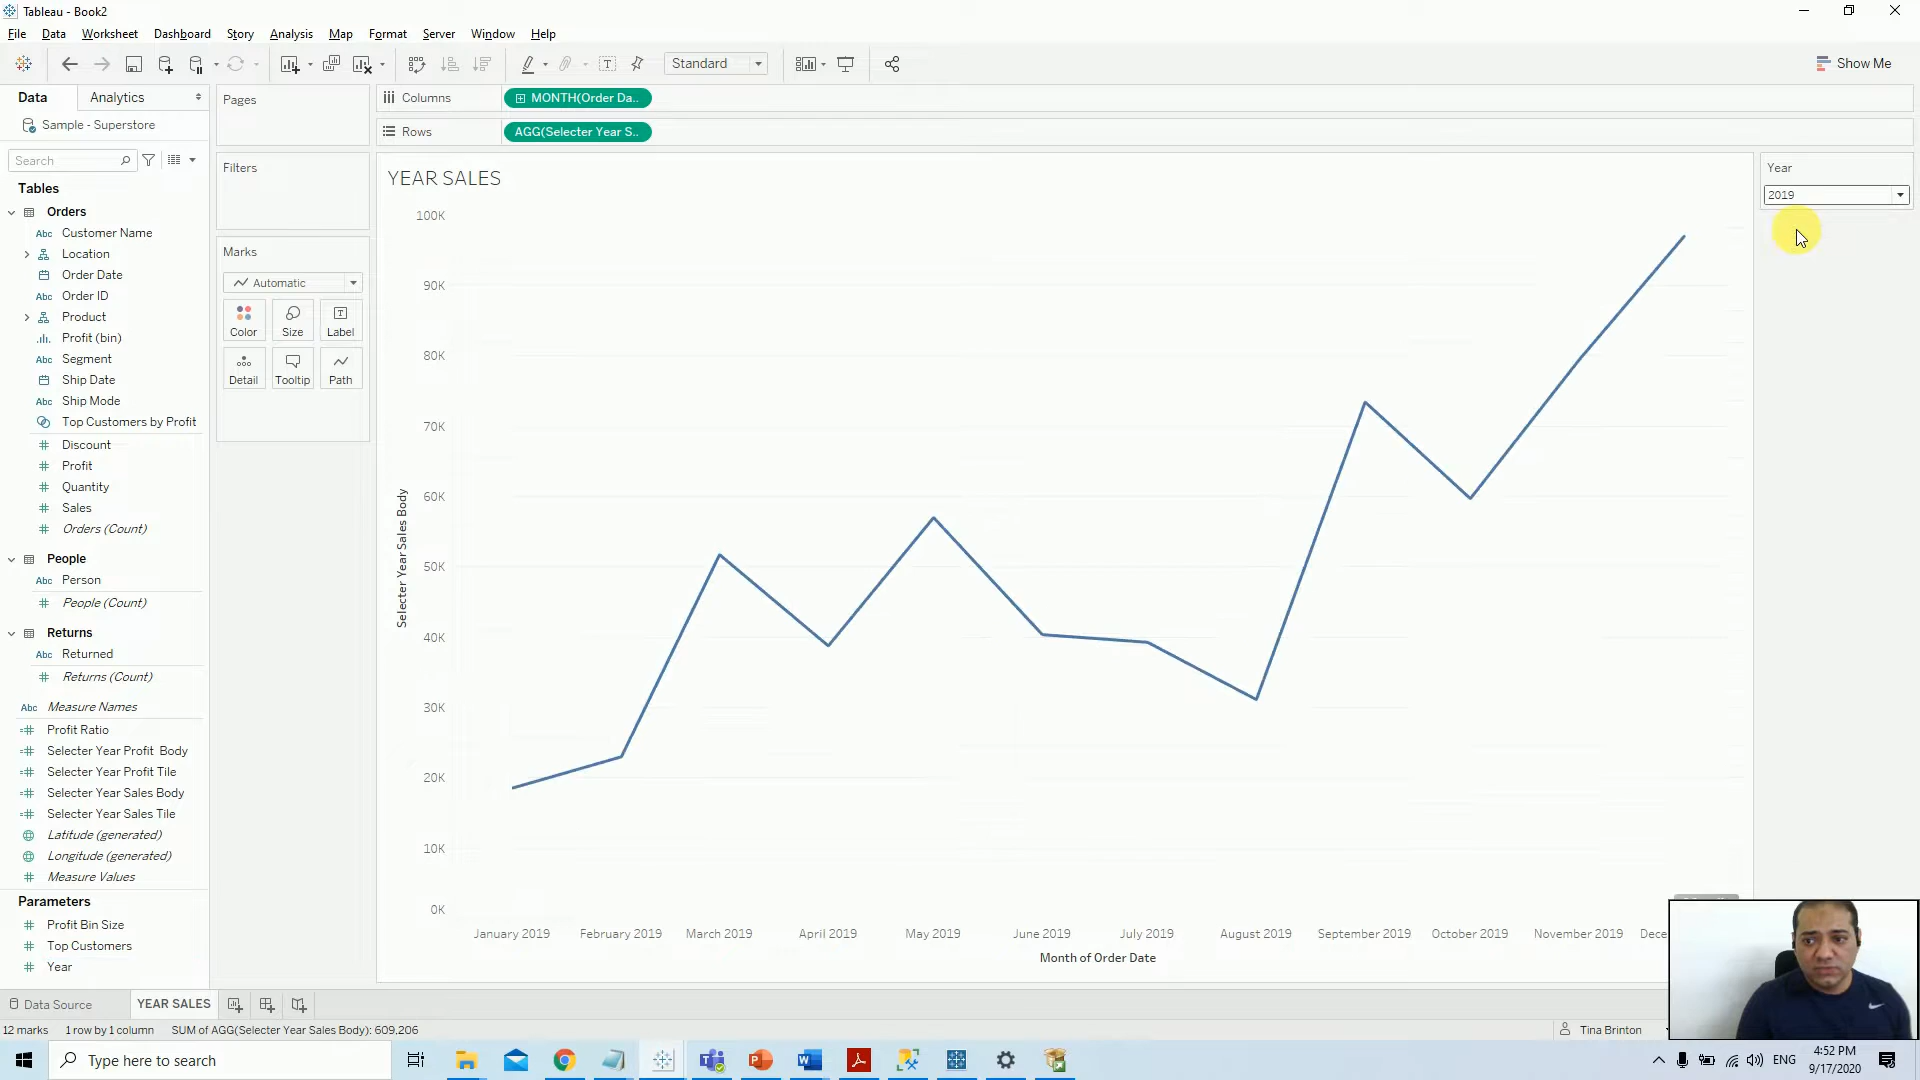 Tableau - Book2
File Data Worksheet Dashboard Story Analysis Map Format Server Window Help
Standard
Show Me
Data
Analytics
Sample - Superstore
Search
Tables
Orders
Abc Customer Name
Location
Order Date
Abc Order ID
Product
Profit (bin)
Abc Segment
Ship Date
Abc Ship Mode
Top Customers by Profit
# Discount
# Profit
# Quantity
# Sales
# Orders (Count)
People
Abc Person
# People (Count)
Returns
Abc Returned
# Returns (Count)
Abc Measure Names
=# Profit Ratio
=# Selecter Year Profit Body
=# Selecter Year Profit Tile
=# Selecter Year Sales Body
=# Selecter Year Sales Tile
Latitude (generated)
Longitude (generated)
# Measure Values
Parameters
# Profit Bin Size
# Top Customers
# Year
Pages
Filters
Marks
Automatic
Color Size Label
Detail Tooltip Path
Columns MONTH(Order Da..
Rows AGG(Selecter Year S..
YEAR SALES
100K
90K
80K
70K
60K
50K
40K
30K
20K
10K
0K
Selecter Year Sales Body
January 2019 February 2019 March 2019 April 2019 May 2019 June 2019 July 2019 August 2019 September 2019 October 2019 November 2019 Dece
Month of Order Date
Year
2019
Data Source YEAR SALES
12 marks 1 row by 1 column SUM of AGG(Selecter Year Sales Body): 609,206
Tina Brinton
Type here to search
ENG
4:52 PM
9/17/2020